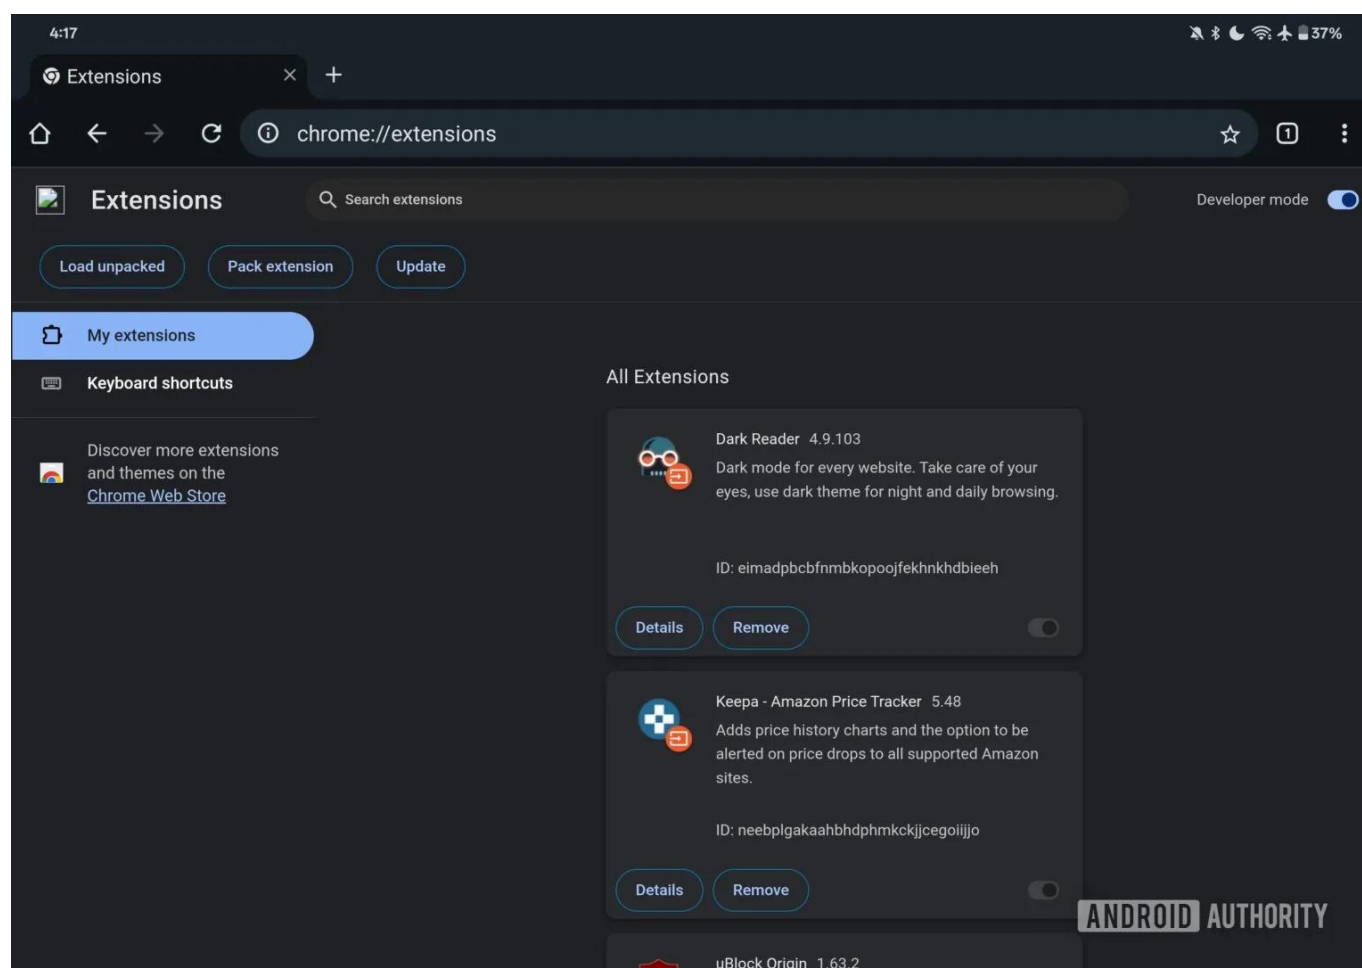 4:17
37%
Extensions
chrome://extensions
1
Extensions
Search extensions
Developer mode
Load unpacked
Pack extension
Update
My extensions
Keyboard shortcuts
Discover more extensions
and themes on the
Chrome Web Store
All Extensions
Dark Reader 4.9.103
Dark mode for every website. Take care of your
eyes, use dark theme for night and daily browsing.
ID: eimadpbcbfnmbkopoojfekhnkhdbieeh
Details
Remove
Keepa - Amazon Price Tracker 5.48
Adds price history charts and the option to be
alerted on price drops to all supported Amazon
sites.
ID: neebplgakaahbhdphmkckjjcegoiijjo
Details
Remove
ANDROID AUTHORITY
uBlock Origin 1.63.2